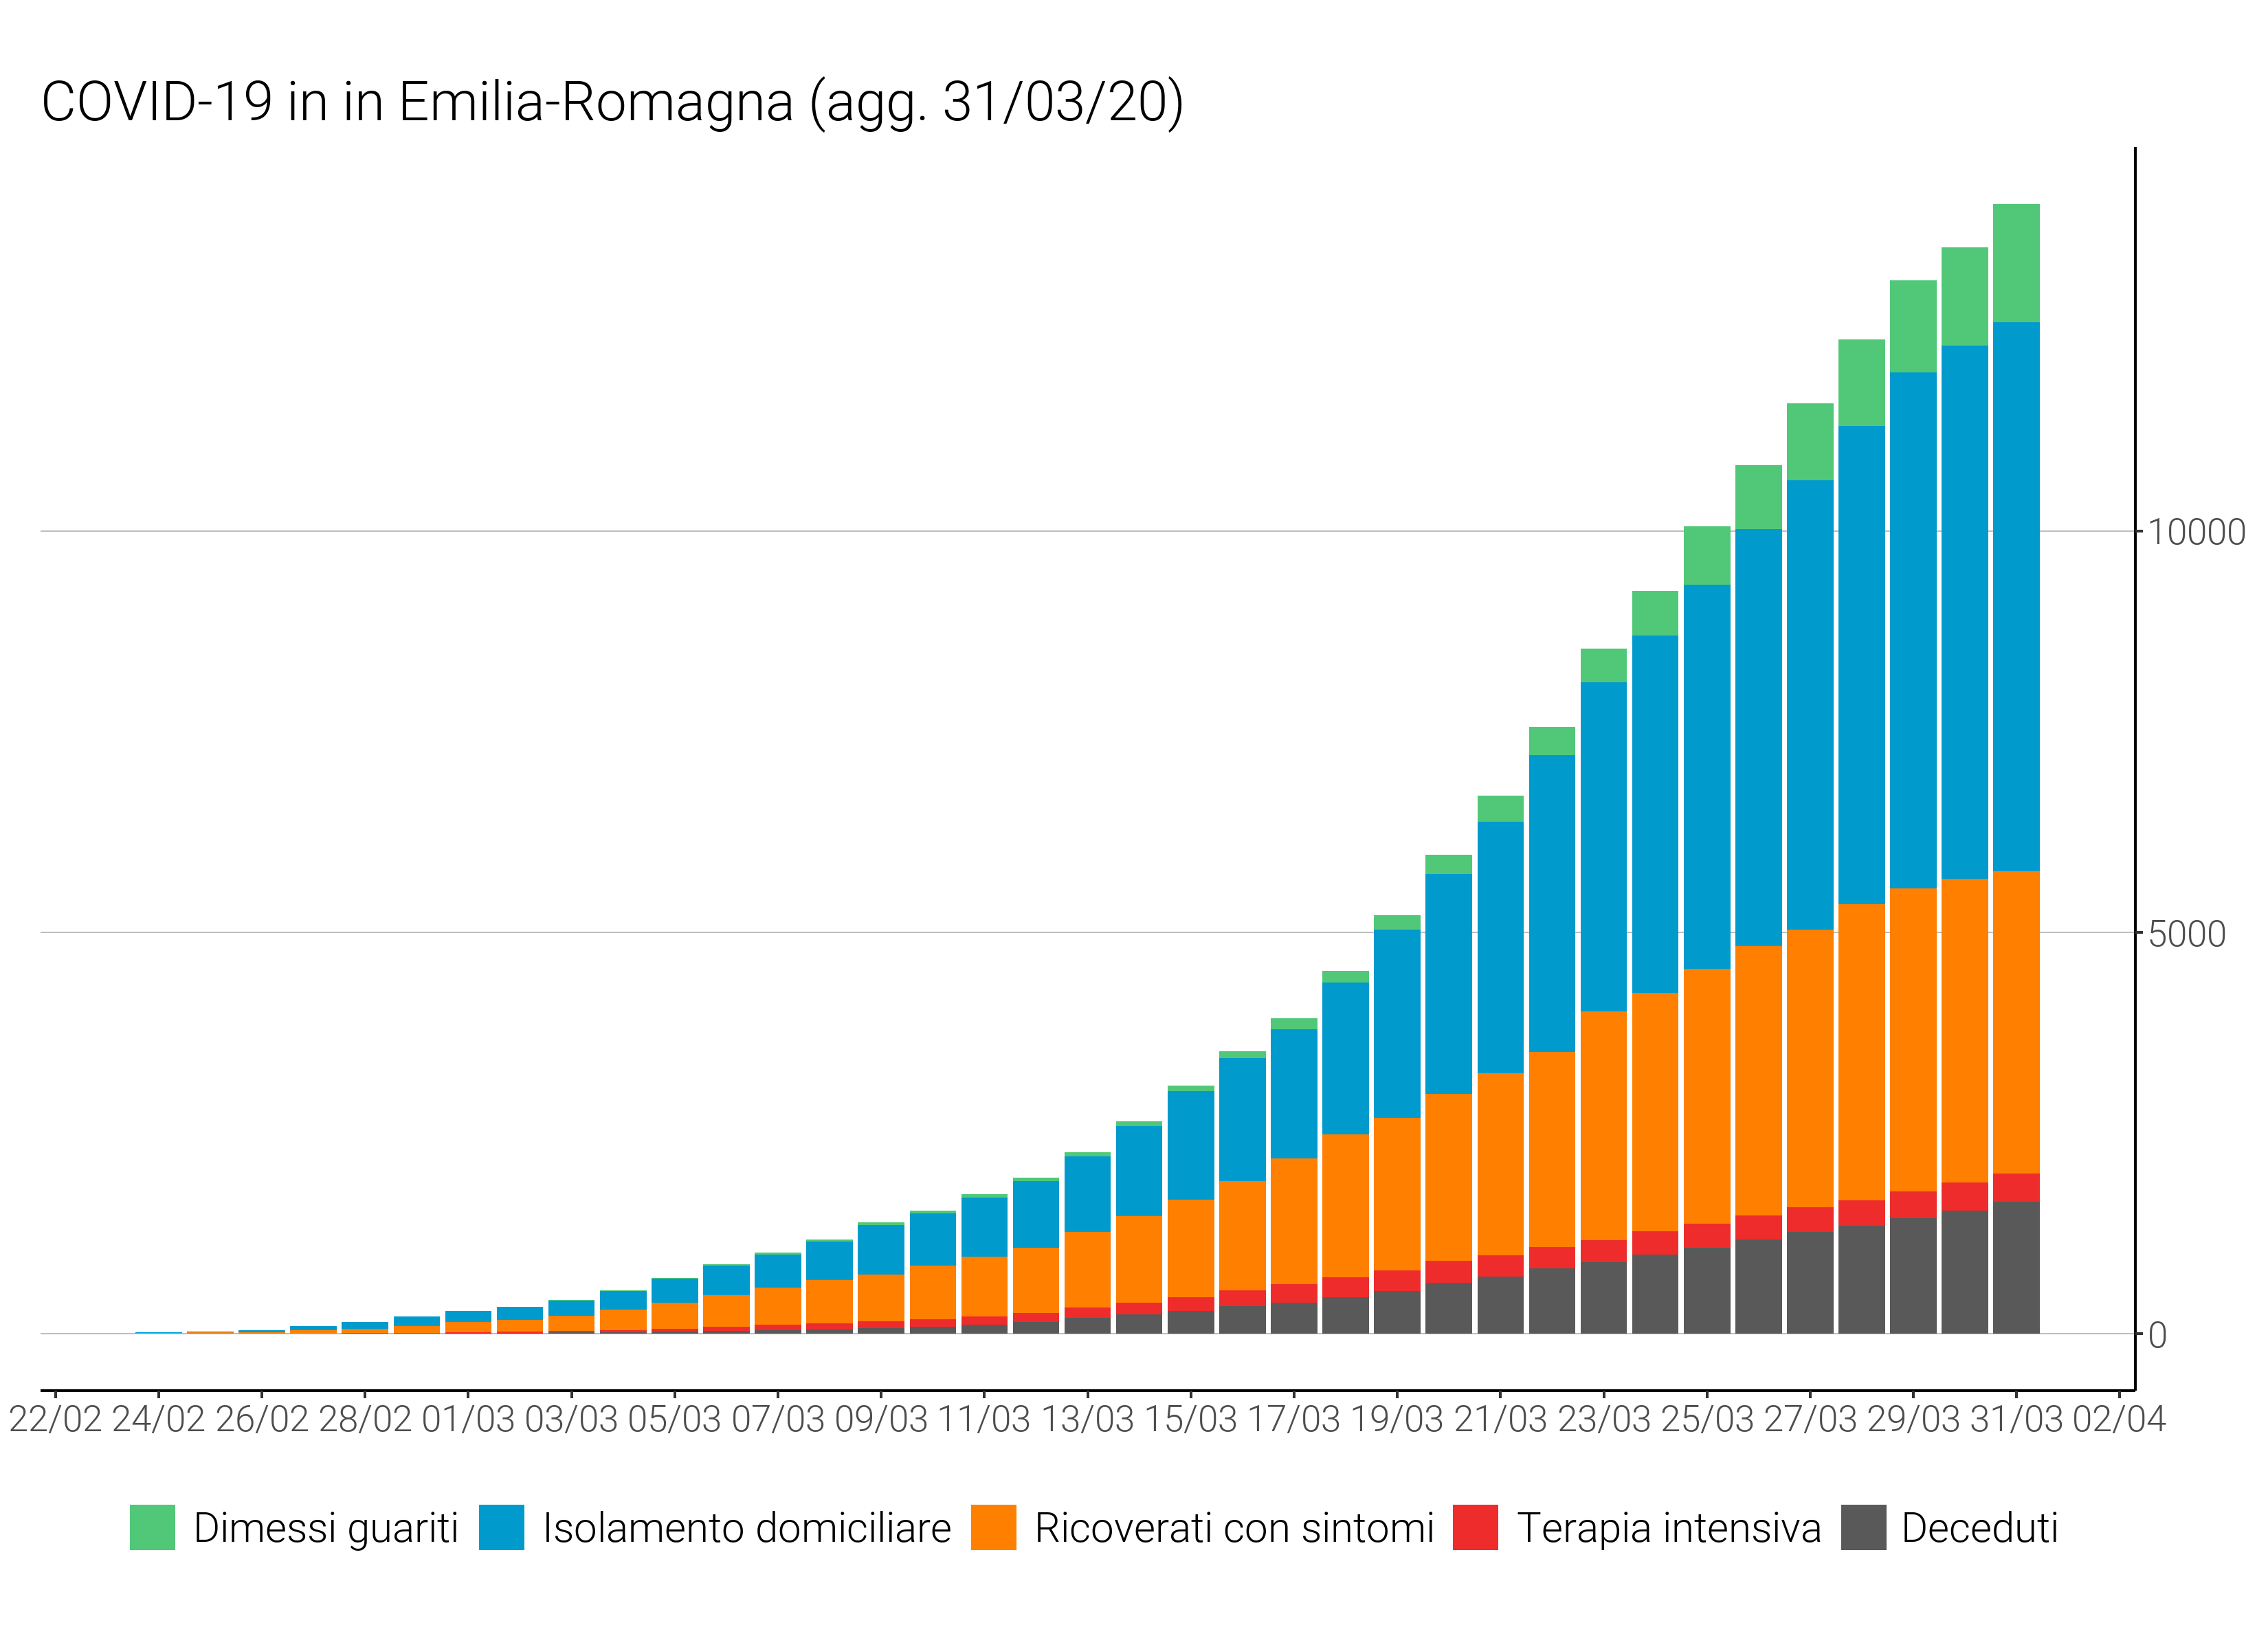 COVID-19 in in Emilia-Romagna (agg. 31/03/20)
10000
5000
0
22/02 24/02 26/02 28/02 01/03 03/03 05/03 07/03 09/03 11/03 13/03 15/03 17/03 19/03 21/03 23/03 25/03 27/03 29/03 31/03 02/04
Dimessi guariti Isolamento domiciliare Ricoverati con sintomi Terapia intensiva Deceduti